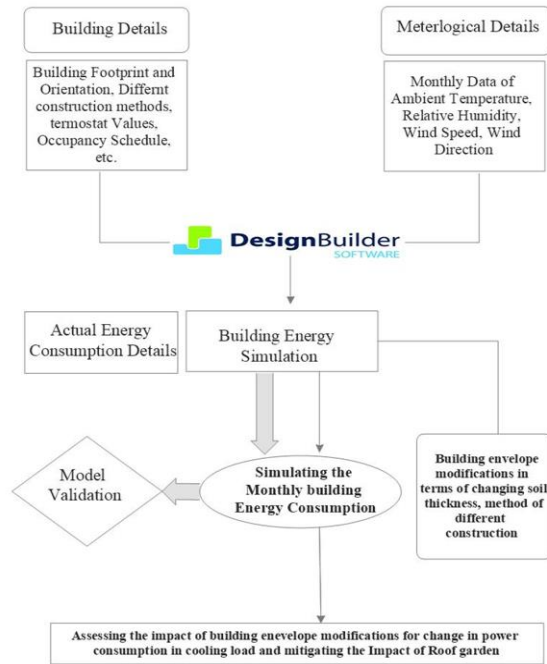 Building Details
Building Footprint and
Orientation, Differnt
construction methods,
termostat Values,
Occupancy Schedule,
etc.
Meterlogical Details
Monthly Data of
Ambient Temperature,
Relative Humidity,
Wind Speed, Wind
Direction
DesignBuilder
SOFTWARE
Actual Energy
Consumption Details
Building Energy
Simulation
Building envelope
modifications in
terms of changing soil
thickness, method of
different
construction
Model
Validation
Simulating the
Monthly building
Energy Consumption
Assessing the impact of building enevelope modifications for change in power
consumption in cooling load and mitigating the Impact of Roof garden